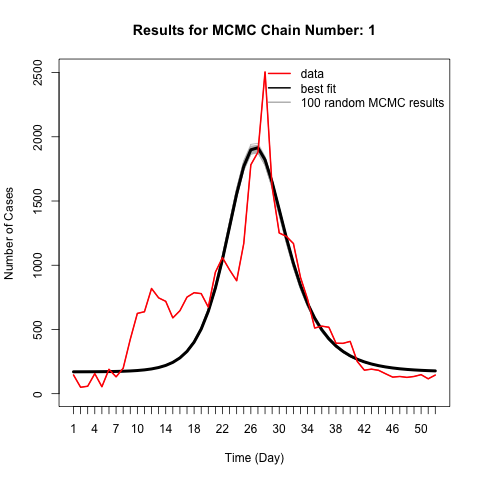 Results for MCMC Chain Number: 1
data
best fit
100 random MCMC results
Number of Cases
2500
2000
1500
1000
500
0
1 4 7 10 14 18 22 26 30 34 38 42 46 50
Time (Day)